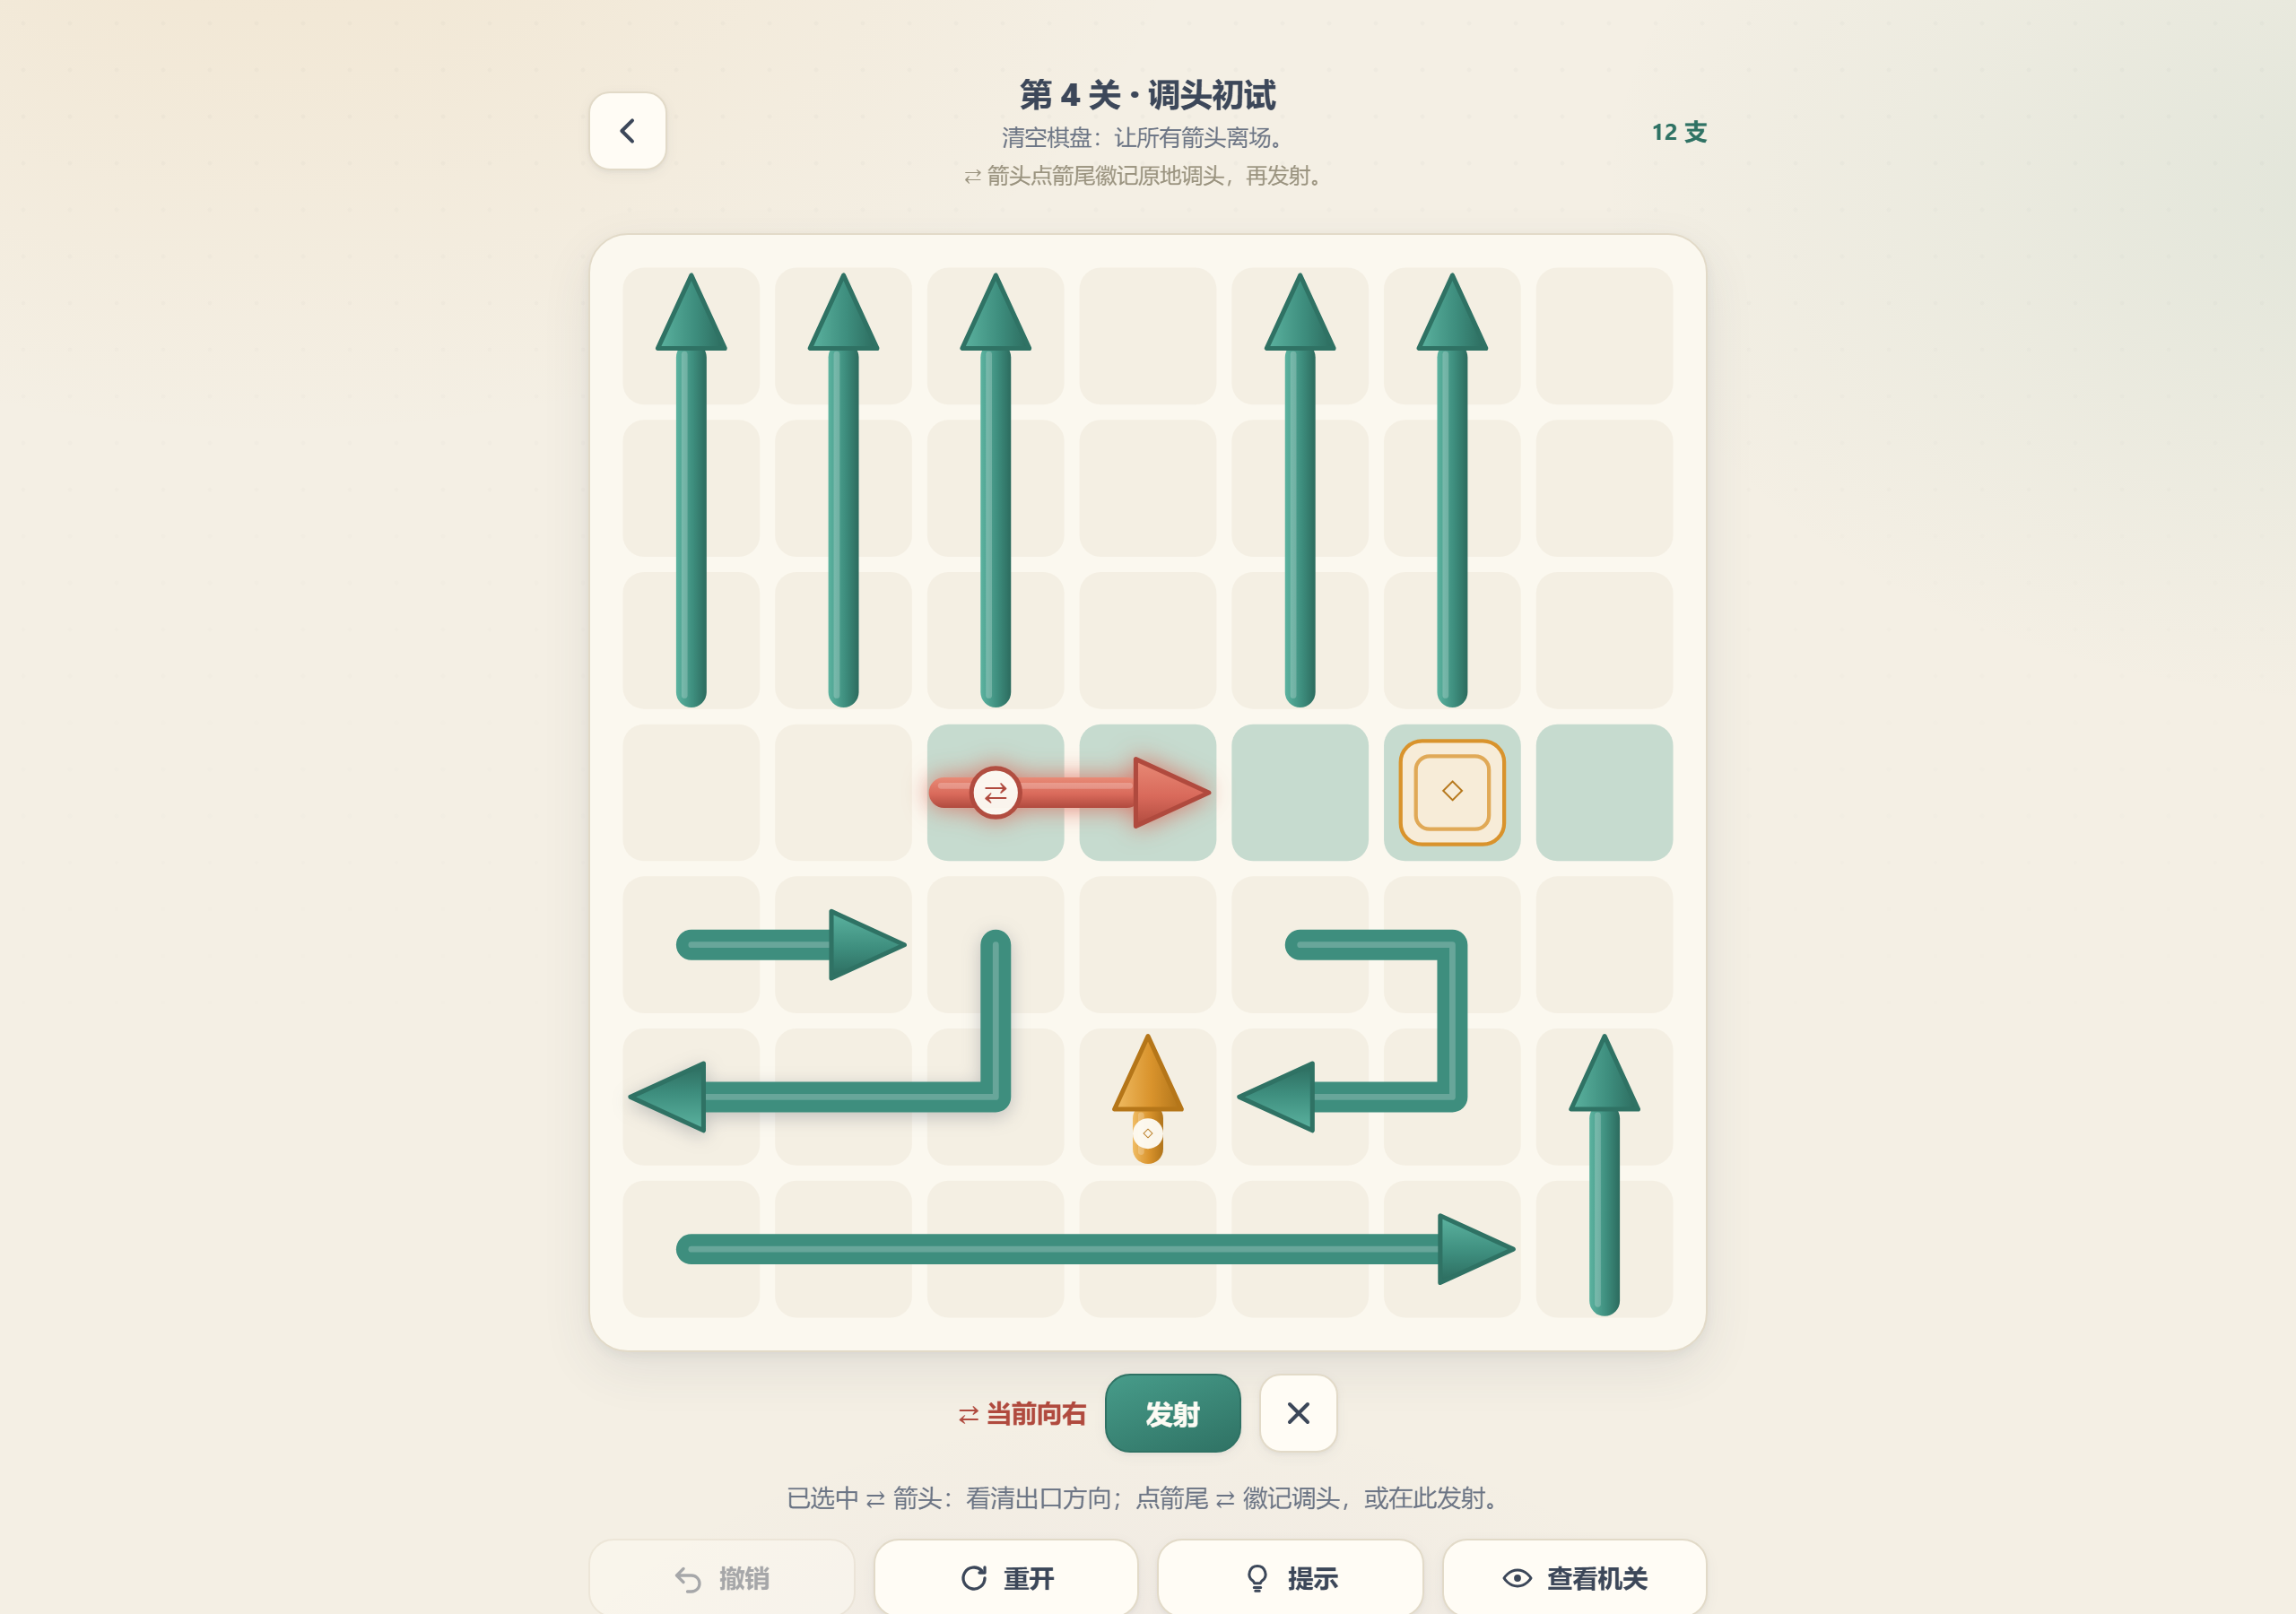 第 4 关 · 调头初试
清空棋盘：让所有箭头离场。
⇄ 箭头点箭尾徽记原地调头，再发射。
12 支
⇄ 当前向右
发射
已选中 ⇄ 箭头：看清出口方向；点箭尾 ⇄ 徽记调头，或在此发射。
撤销
重开
提示
查看机关